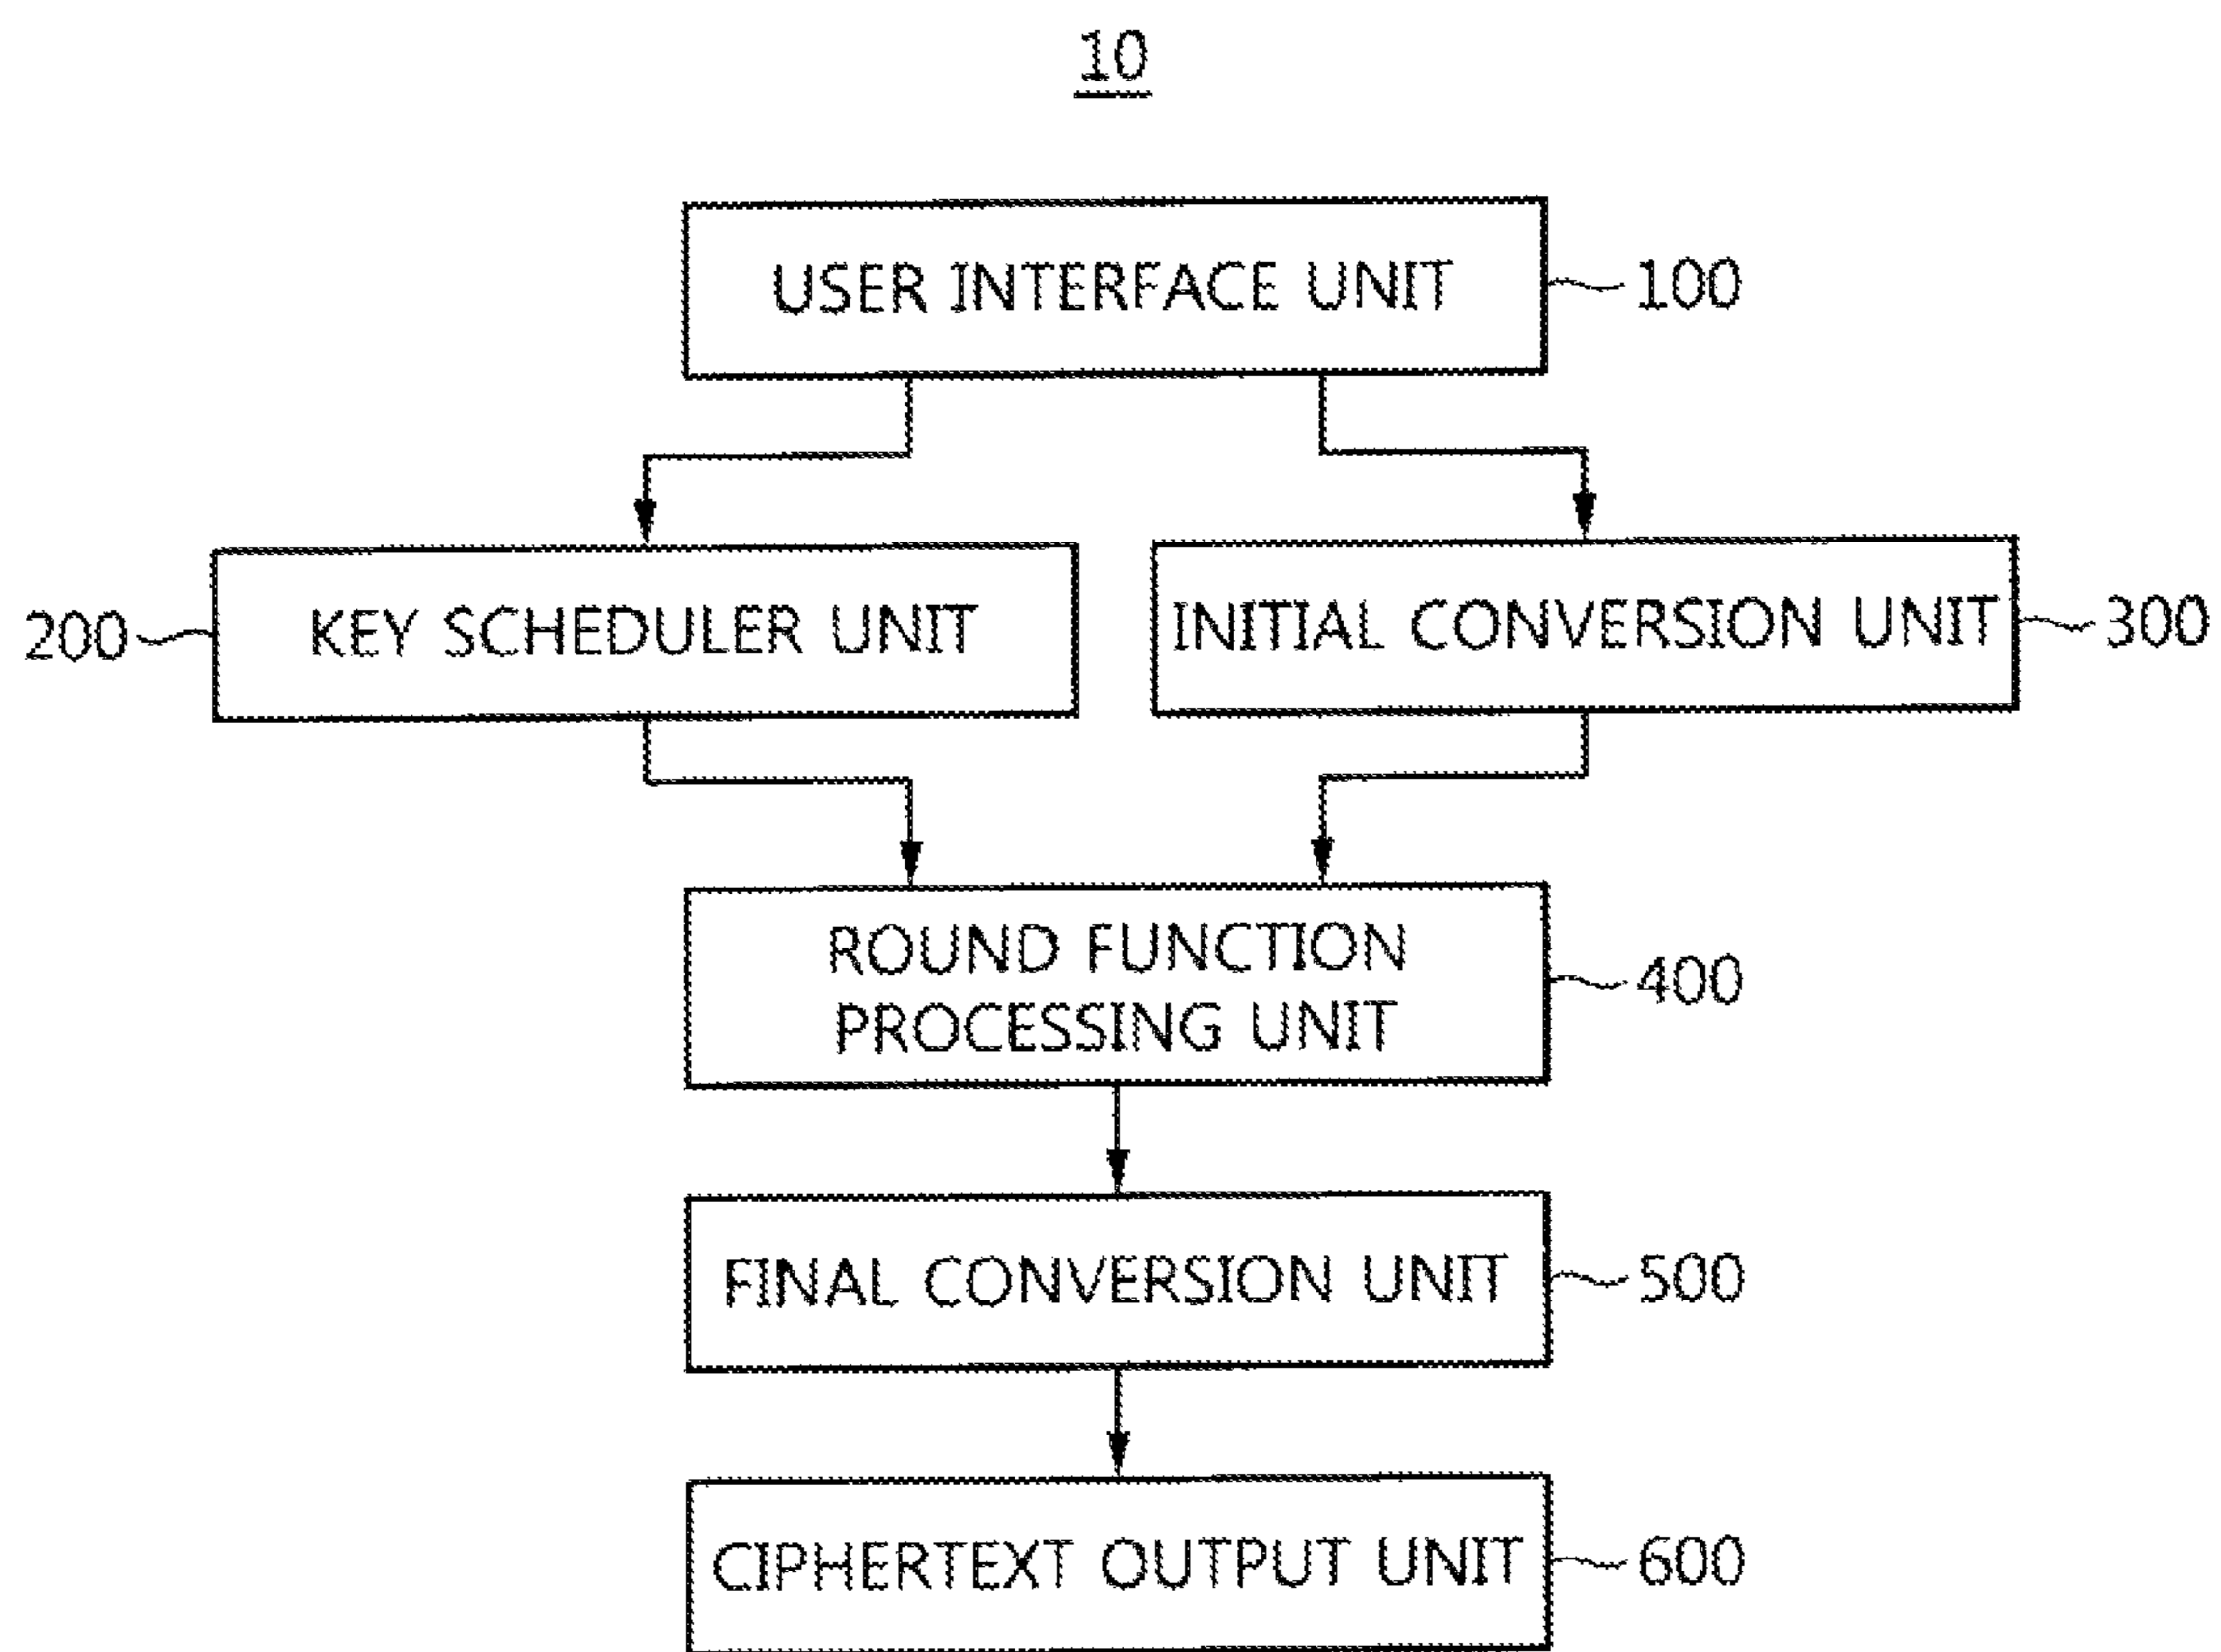 10
USER INTERFACE UNIT
100
200
KEY SCHEDULER UNIT
INITIAL CONVERSION UNIT
300
ROUND FUNCTION
PROCESSING UNIT
400
FINAL CONVERSION UNIT
500
CIPHERTEXT OUTPUT UNIT
600